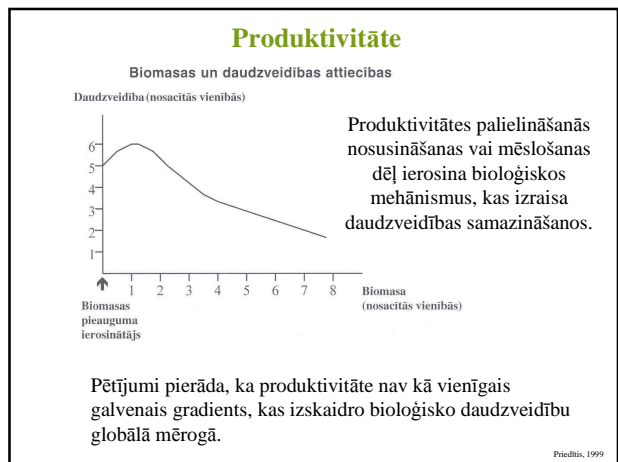 Produktivitāte
Biomasas un daudzveidības attiecības
Daudzveidība (nosacītās vienībās)
6
5
4
3
2
1
1 2 3 4 5 6 7 8
Biomasa
(nosacītās vienībās)
Biomasas
pieauguma
ierosinātājs
Produktivitātes palielināšanās
nosusināšanas vai mēslošanas
dēļ ierosina bioloģiskos
mehānismus, kas izraisa
daudzveidības samazināšanos.
Pētījumi pierāda, ka produktivitāte nav kā vienīgais
galvenais gradients, kas izskaidro bioloģisko daudzveidību
globālā mērogā.
Priedītis, 1999